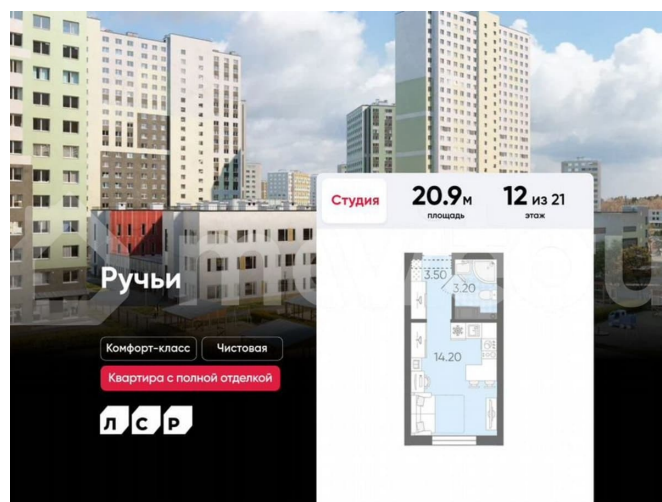 Студия
20.9м
площадь
12 из 21
этаж
Ручьи
Комфорт-класс
Чистовая
Квартира с полной отделкой
ЛСР
3.50
3.20
14.20